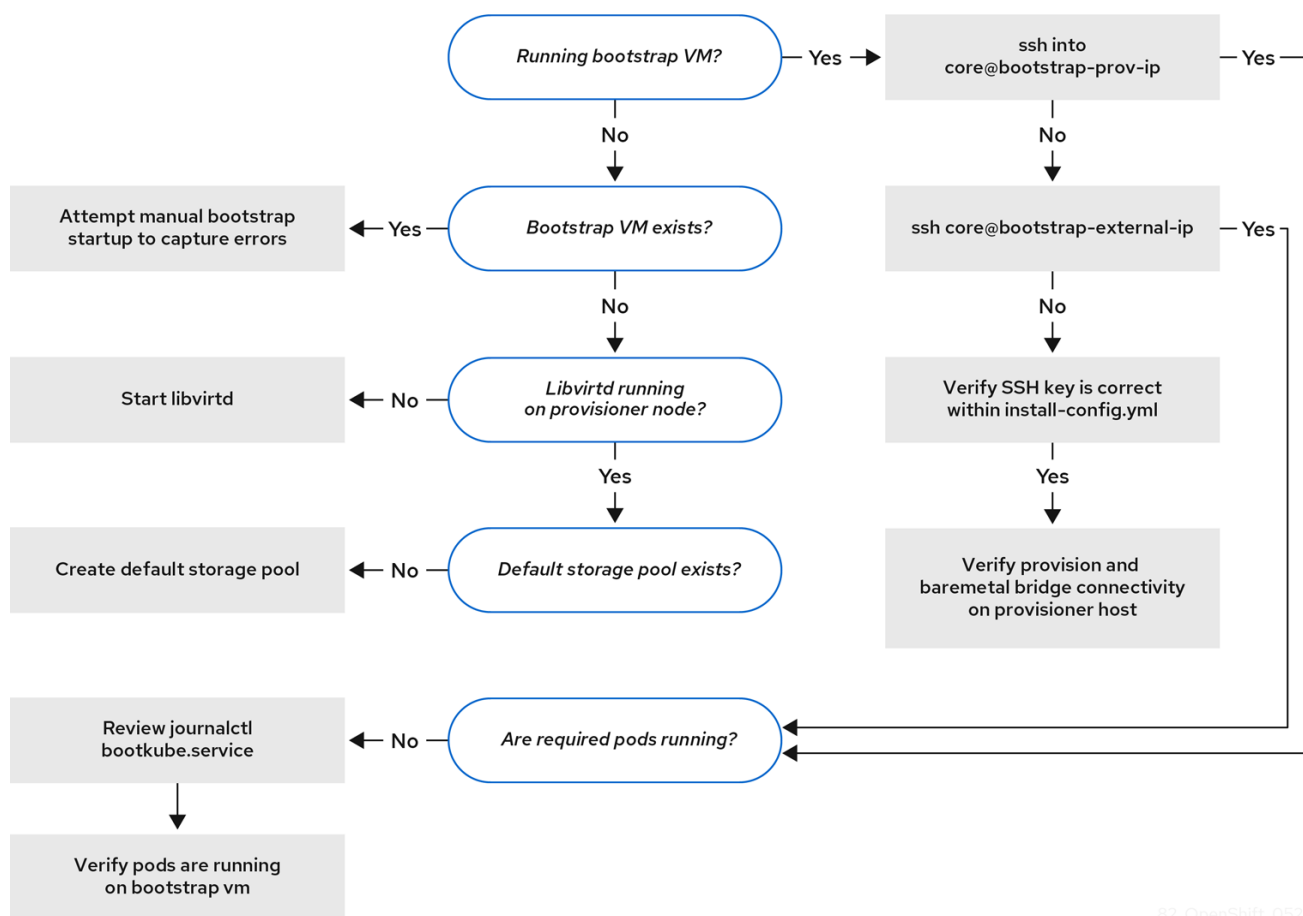 Running bootstrap VM?
Yes
ssh into
core@bootstrap-prov-ip
Yes
No
No
Attempt manual bootstrap
startup to capture errors
Yes
Bootstrap VM exists?
ssh core@bootstrap-external-ip
Yes
No
No
Start libvirtd
No
Libvirtd running
on provisioner node?
Verify SSH key is correct
within install-config.yml
Yes
Yes
Create default storage pool
No
Default storage pool exists?
Verify provision and
baremetal bridge connectivity
on provisioner host
Review journalctl
bootkube.service
No
Are required pods running?
Verify pods are running
on bootstrap vm
82_OpenShift_052